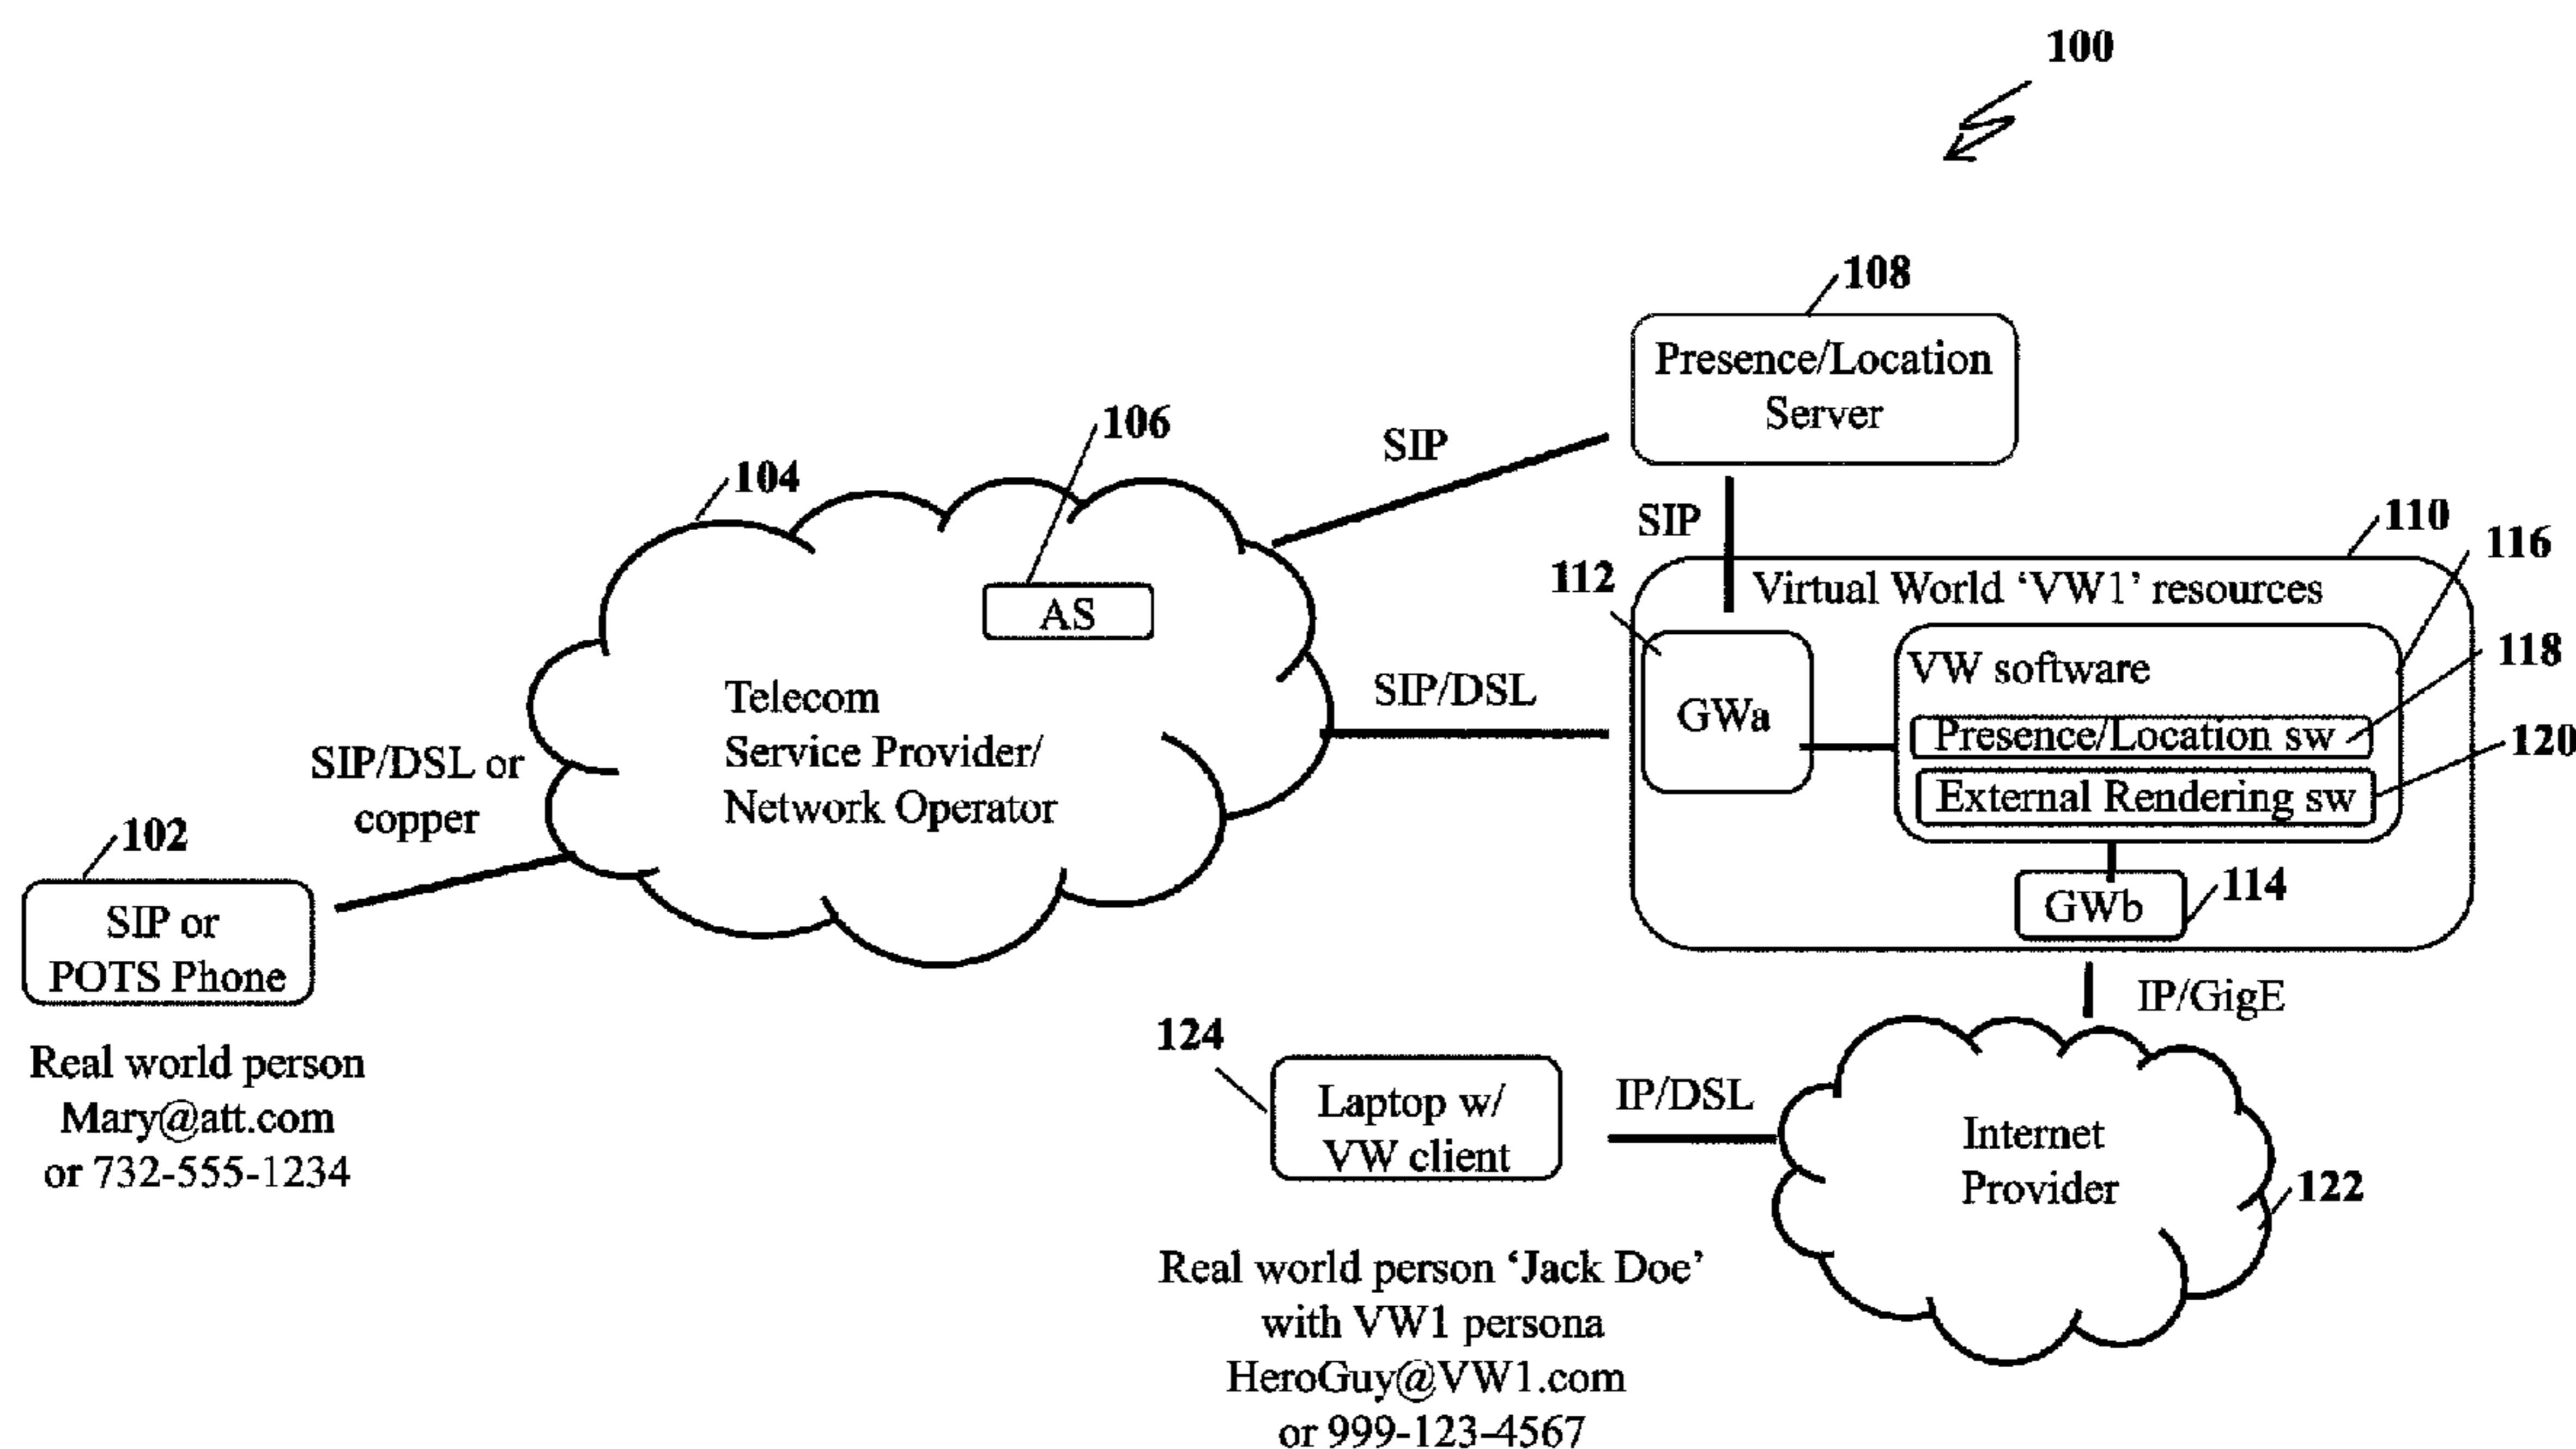 100
108
Presence/Location
Server
106
SIP
104
SIP
110
116
112
Virtual World ‘VW1’ resources
AS
118
VW software
Telecom
Service Provider/
Network Operator
SIP/DSL
GWa
Presence/Location sw
120
External Rendering sw
SIP/DSL or
copper
102
GWb
114
SIP or
POTS Phone
IP/GigE
Real world person
Mary@att.com
or 732-555-1234
124
Laptop w/
VW client
IP/DSL
Internet
Provider
122
Real world person ‘Jack Doe’
with VW1 persona
HeroGuy@VW1.com
or 999-123-4567